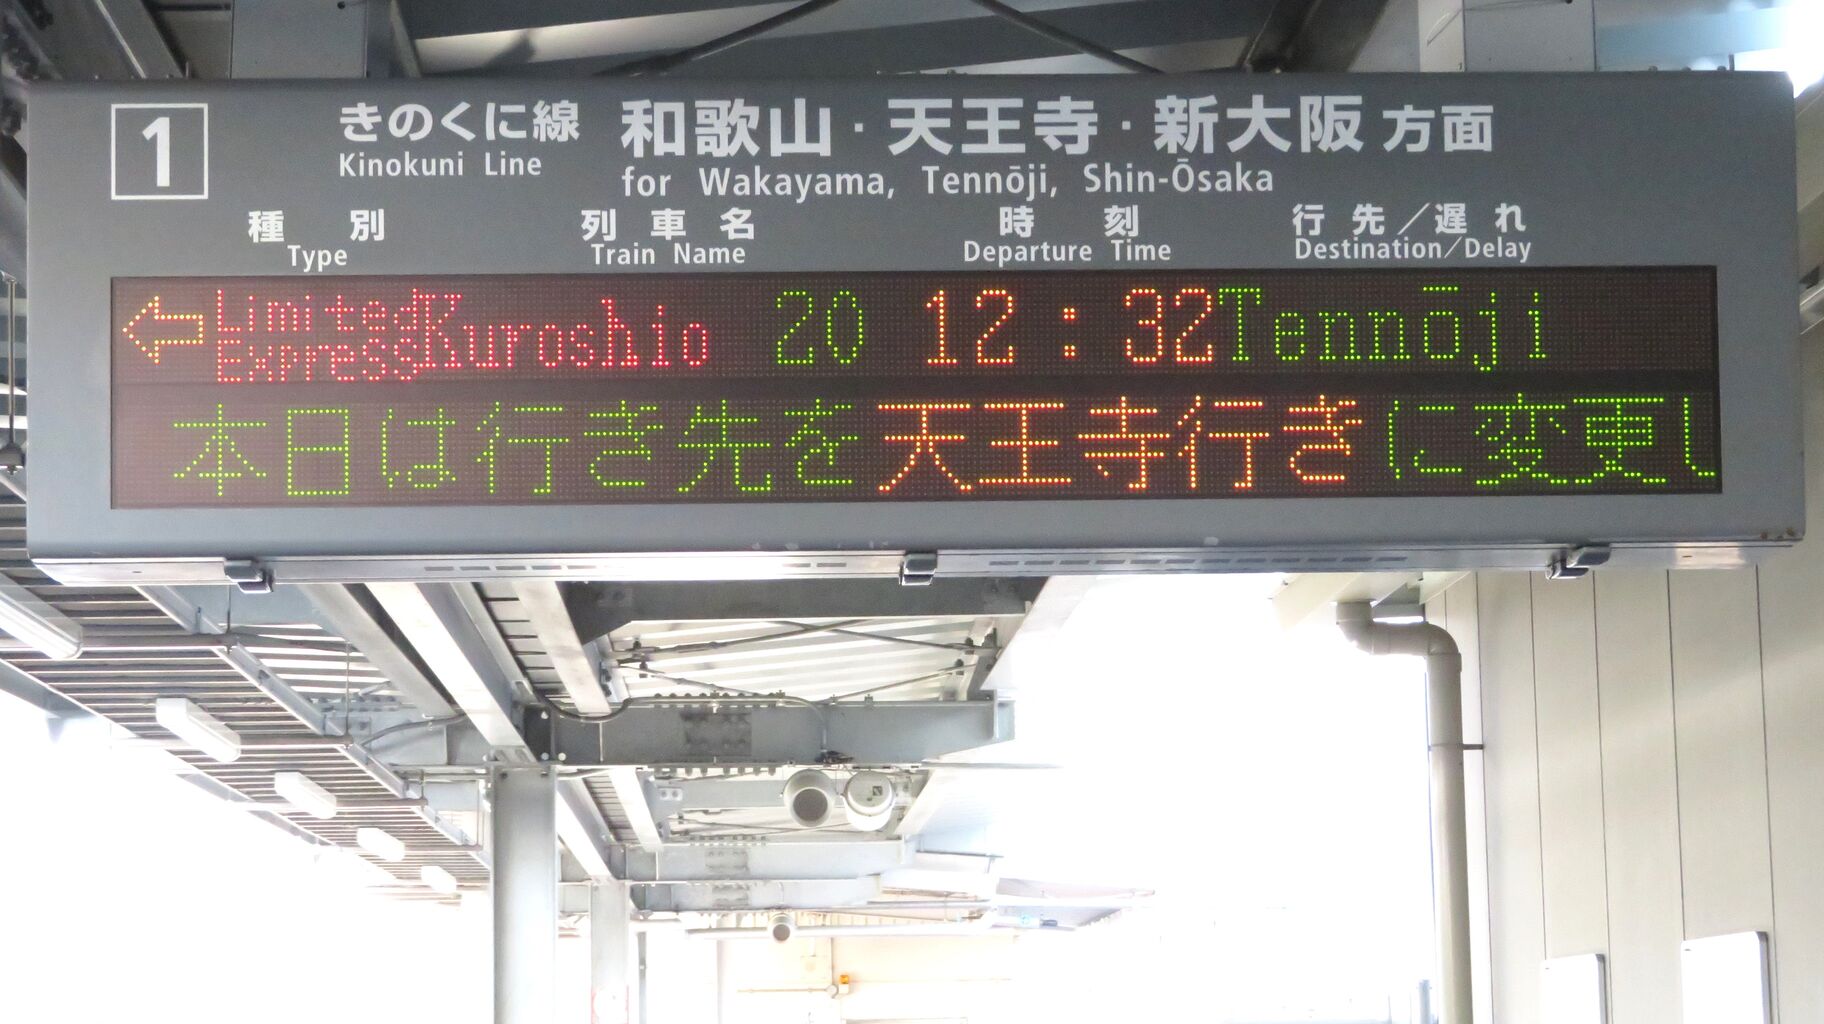 1 きのくに線 和歌山・天王寺・新大阪 方面
Kinokuni Line for Wakayama, Tennōji, Shin-Ōsaka
種別 列車名 時刻 行先／遅れ
Type Train Name Departure Time Destination/Delay
← Limited Express Kuroshio 20 12:32 Tennōji
本日は行き先を天王寺行きに変更し